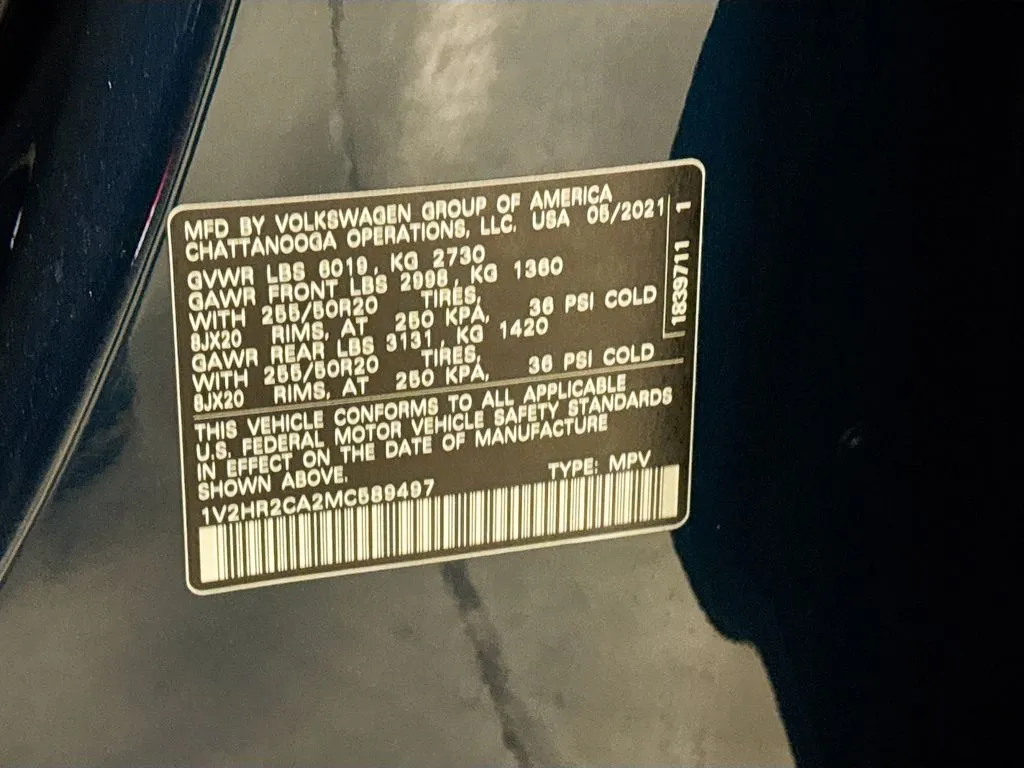 MFD BY VOLKSWAGEN GROUP OF AMERICA
CHATTANOOGA OPERATIONS, LLC. USA 05/2021
GVWR LBS 6019, KG 2730
GAWR FRONT LBS 2998, KG 1360
WITH 255/50R20 TIRES,
8JX20 RIMS, AT 250 KPA, 36 PSI COLD
GAWR REAR LBS 3131, KG 1420
WITH 255/50R20 TIRES,
8JX20 RIMS, AT 250 KPA, 36 PSI COLD
1839711 1
THIS VEHICLE CONFORMS TO ALL APPLICABLE
U.S. FEDERAL MOTOR VEHICLE SAFETY STANDARDS
IN EFFECT ON THE DATE OF MANUFACTURE
SHOWN ABOVE.
1V2HR2CA2MC589497 TYPE: MPV